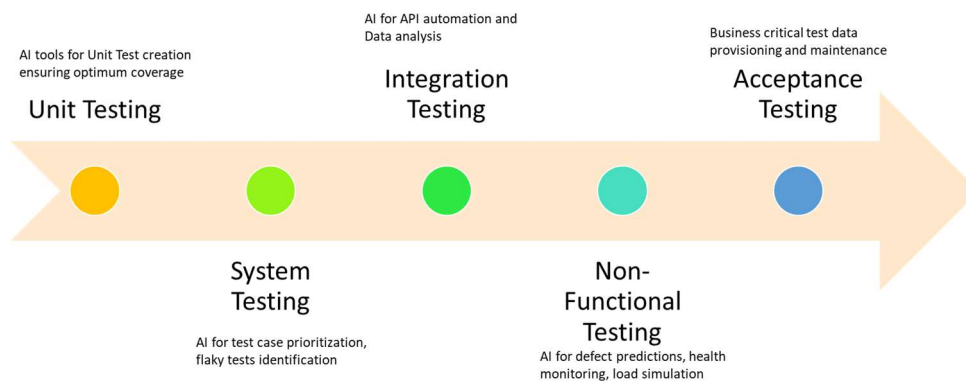 AI tools for Unit Test creation
ensuring optimum coverage
Unit Testing
System
Testing
AI for test case prioritization,
flaky tests identification
AI for API automation and
Data analysis
Integration
Testing
Non-
Functional
Testing
AI for defect predictions, health
monitoring, load simulation
Business critical test data
provisioning and maintenance
Acceptance
Testing